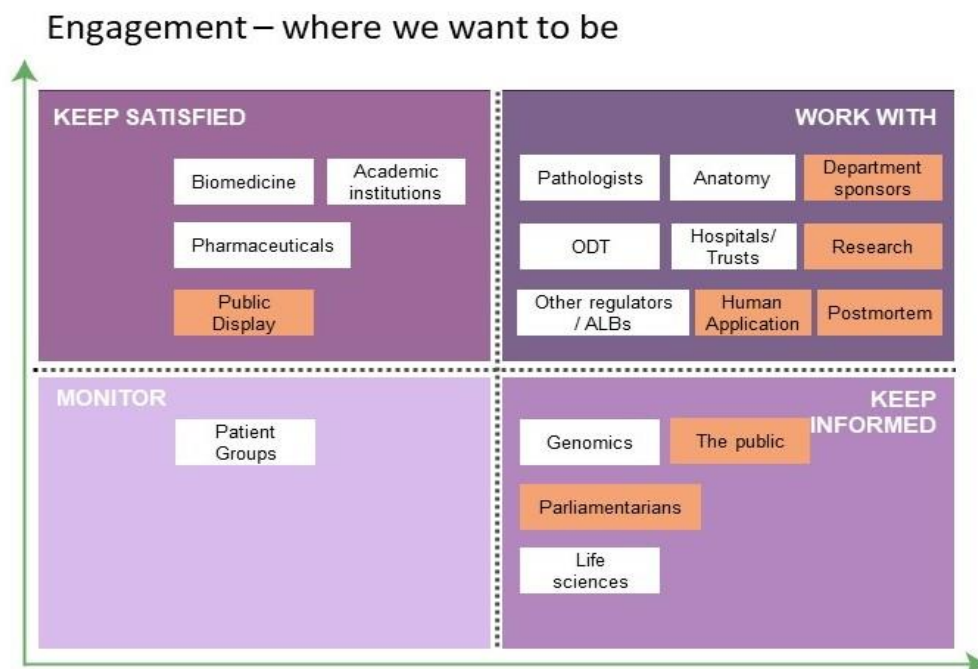 Engagement – where we want to be
KEEP SATISFIED
Biomedicine
Academic
institutions
Pharmaceuticals
Public
Display
WORK WITH
Pathologists
Anatomy
Department
sponsors
ODT
Hospitals/
Trusts
Research
Other regulators
/ ALBs
Human
Application
Postmortem
MONITOR
Patient
Groups
KEEP
INFORMED
Genomics
The public
Parliamentarians
Life
sciences